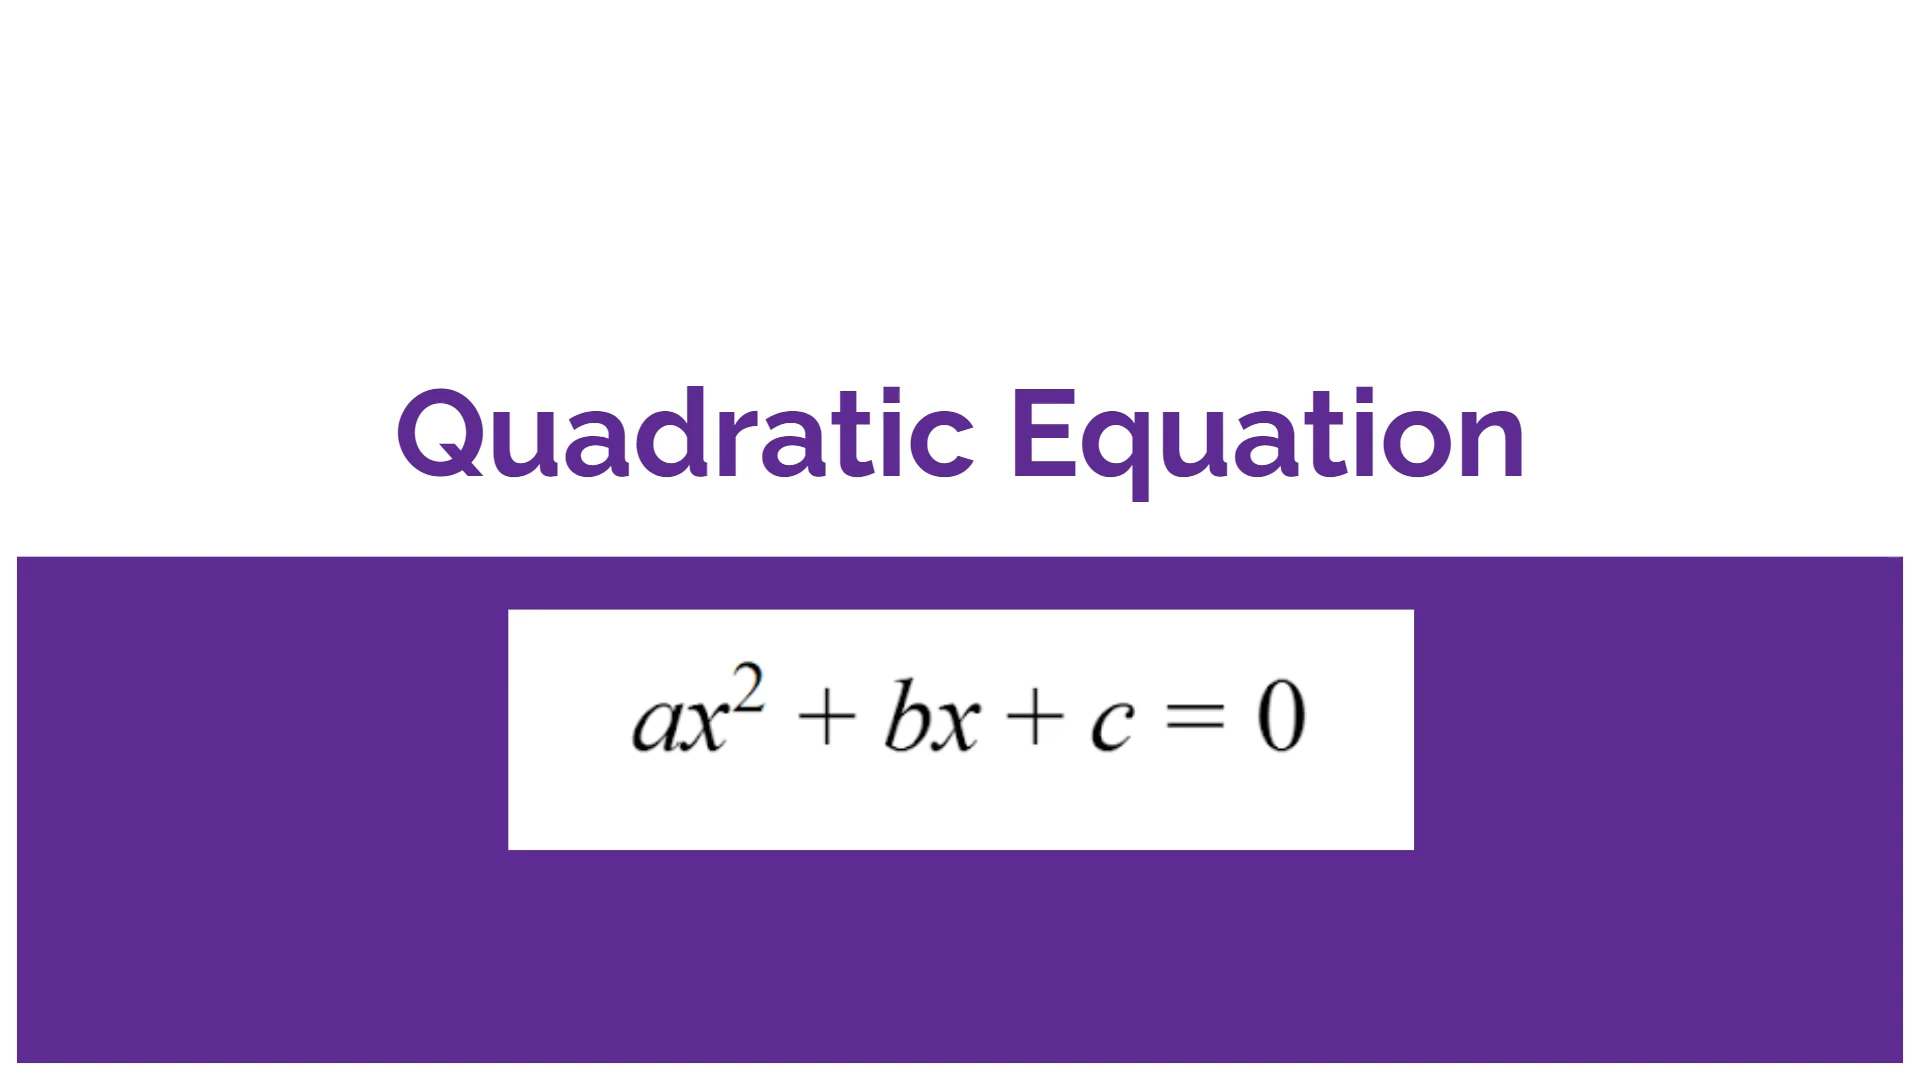 Quadratic Equation
ax² + bx + c = 0